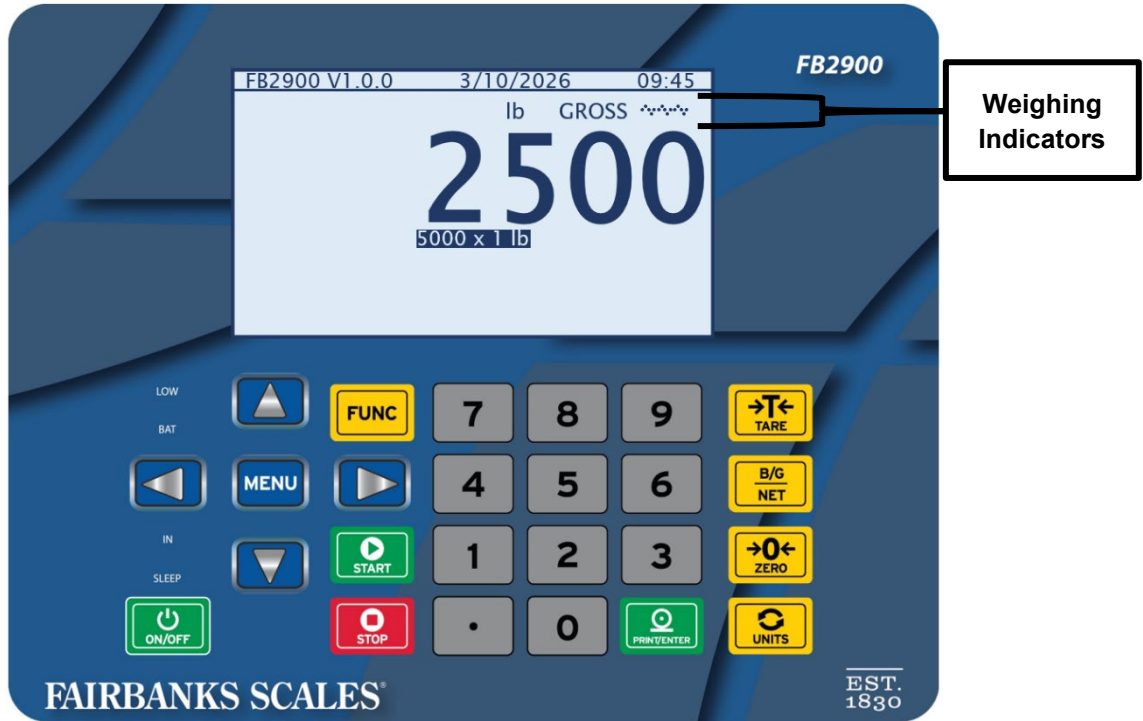 FB2900
FB2900 V1.0.0 3/10/2026 09:45
lb GROSS
2500
5000 x 1 lb
Weighing
Indicators
LOW
BAT
FUNC
7 8 9
→T←
TARE
MENU
4 5 6
B/G
NET
IN
SLEEP
START
1 2 3
→0←
ZERO
ON/OFF
STOP
. 0
PRINT/ENTER
UNITS
FAIRBANKS SCALES®
EST.
1830